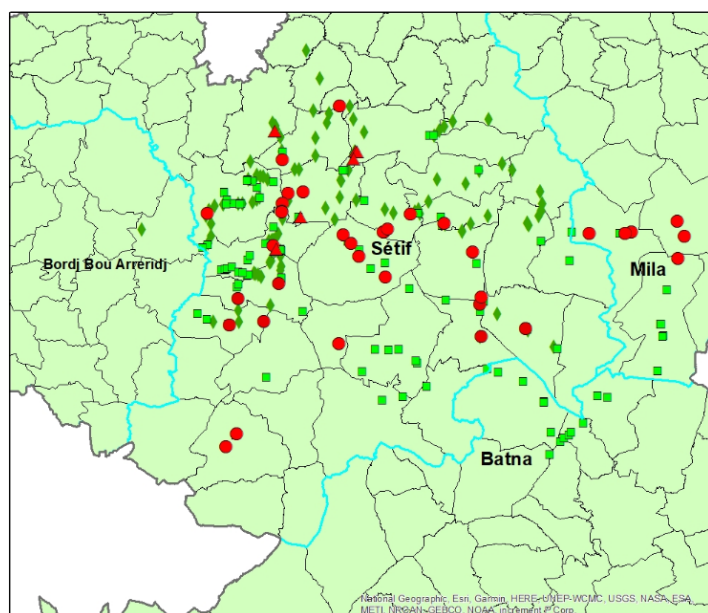 Sétif
Bordj Bou Arreridj
Mila
Batna
National Geographic, Esri, Garmin, HERE, UNEP-WCMC, USGS, NASA, ESA,
METI, NRCAN, GEBCO, NOAA, increment P Corp.